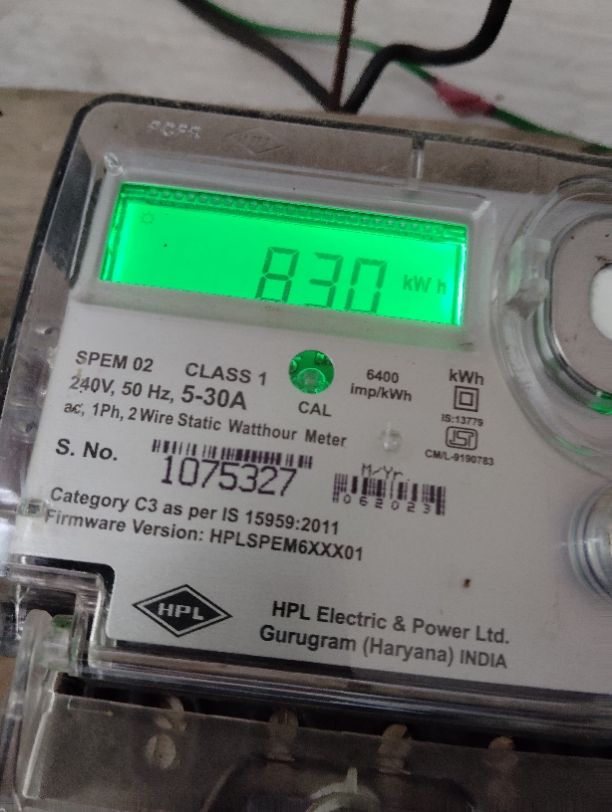 830 kWh
SPEM 02 CLASS 1
240V, 50 Hz, 5-30A
ac, 1Ph, 2 Wire Static Watthour Meter
CAL
6400
imp/kWh
kWh
IS:13779
ISI
CM/L-9190783
S. No.
1075327
M/Yr.
062023
Category C3 as per IS 15959:2011
Firmware Version: HPLSPEM6XXX01
HPL
HPL Electric & Power Ltd.
Gurugram (Haryana) INDIA